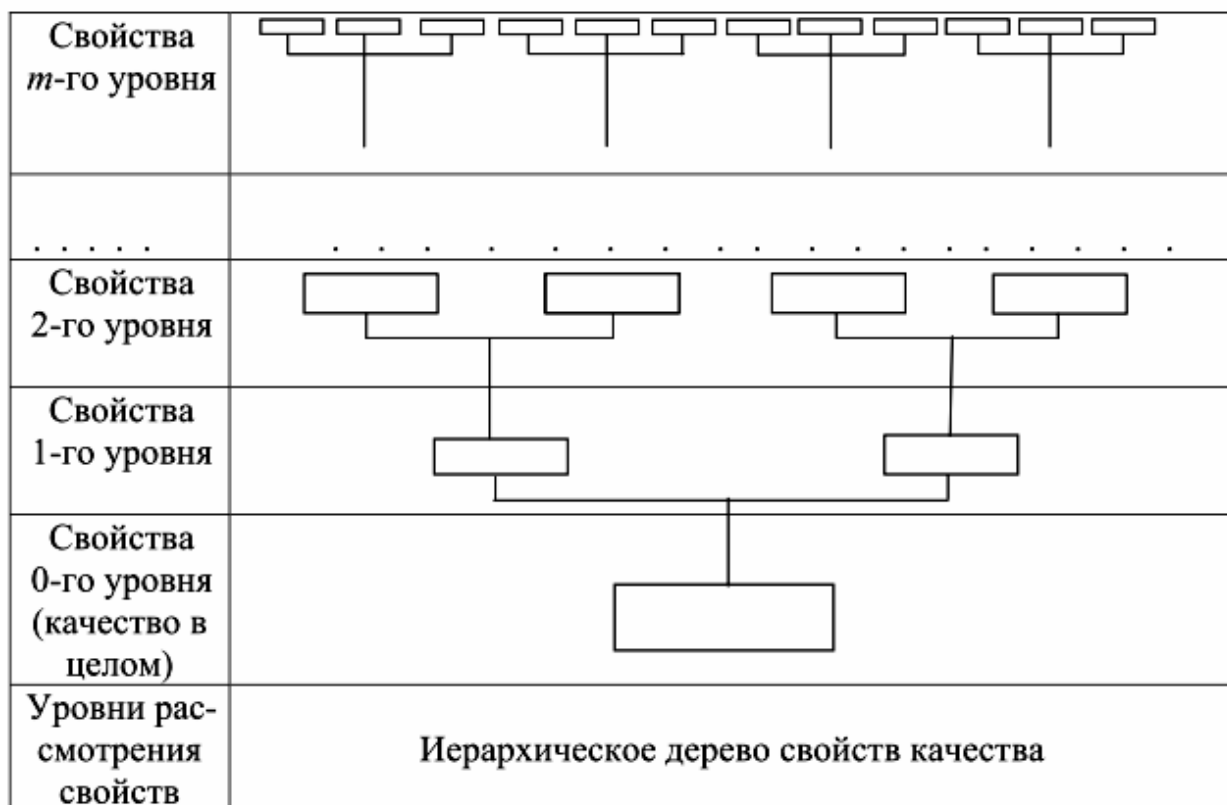 Свойства
m-го уровня
. . . . .
. . . . . . . . . . . . . . . . . .
Свойства
2-го уровня
Свойства
1-го уровня
Свойства
0-го уровня
(качество в
целом)
Уровни рас-
смотрения
свойств
Иерархическое дерево свойств качества